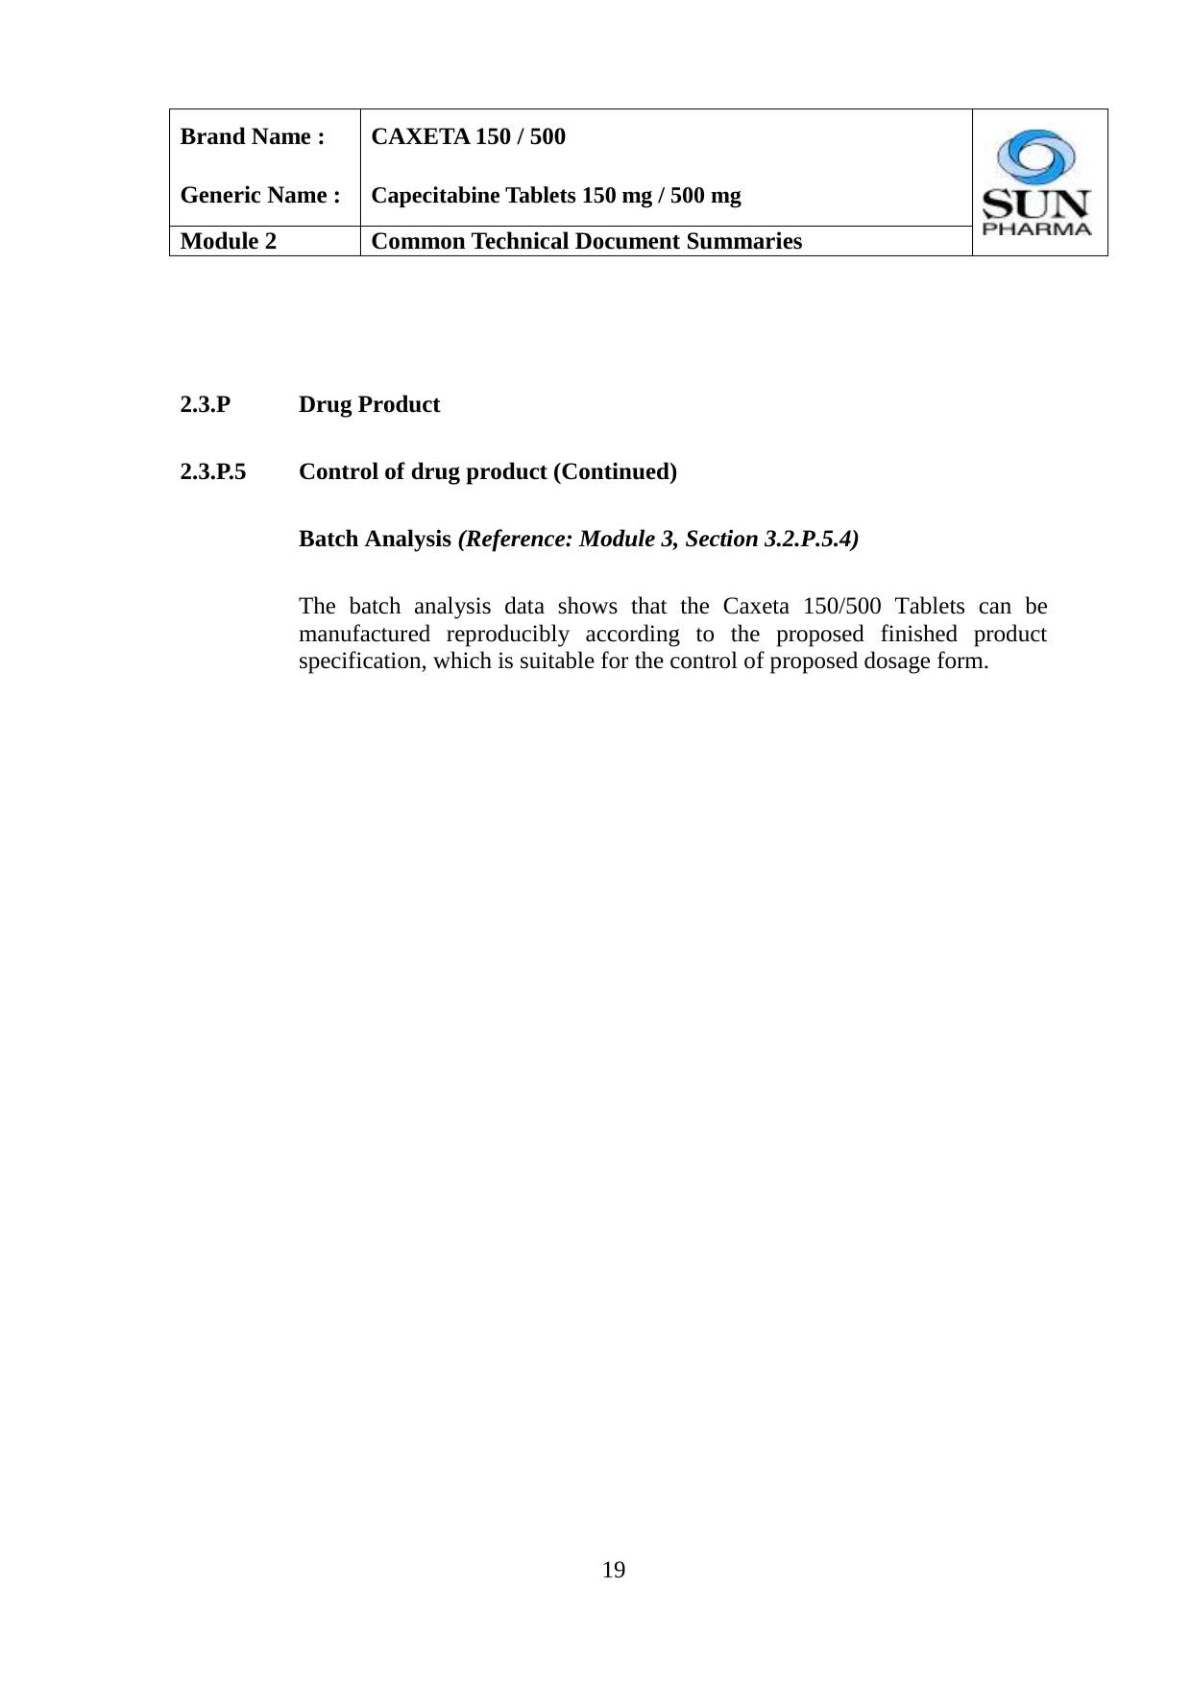 Brand Name : CAXETA 150 / 500
Generic Name : Capecitabine Tablets 150 mg / 500 mg
SUN
PHARMA
Module 2 Common Technical Document Summaries
2.3.P Drug Product
2.3.P.5 Control of drug product (Continued)
Batch Analysis (Reference: Module 3, Section 3.2.P.5.4)
The batch analysis data shows that the Caxeta 150/500 Tablets can be
manufactured reproducibly according to the proposed finished product
specification, which is suitable for the control of proposed dosage form.
19